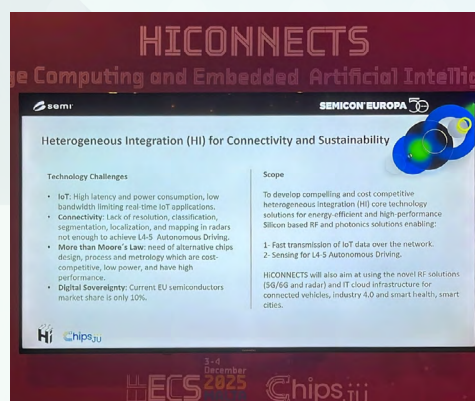 HICONNECTS
ge Computing and Embedded Artificial Intelli
semi
SEMICON EUROPA 50
Heterogeneous Integration (HI) for Connectivity and Sustainability
Technology Challenges
• IoT: High latency and power consumption, low
bandwidth limiting real-time IoT applications.
• Connectivity: Lack of resolution, classification,
segmentation, localization, and mapping in radars
not enough to achieve L4-5 Autonomous Driving.
• More than Moore's Law: need of alternative chips
design, process and metrology which are cost-
competitive, low power, and have high
performance.
• Digital Sovereignty: Current EU semiconductors
market share is only 10%.
Scope
To develop compelling and cost competitive
heterogeneous integration (HI) core technology
solutions for energy-efficient and high-performance
Silicon based RF and photonics solutions enabling:
1- Fast transmission of IoT data over the network.
2- Sensing for L4-5 Autonomous Driving.
HiCONNECTS will also aim at using the novel RF solutions
(5G/6G and radar) and IT cloud infrastructure for
connected vehicles, industry 4.0 and smart health, smart
cities.
Hi
Chips JU
3-4
December
HECS 2025
Chips JU